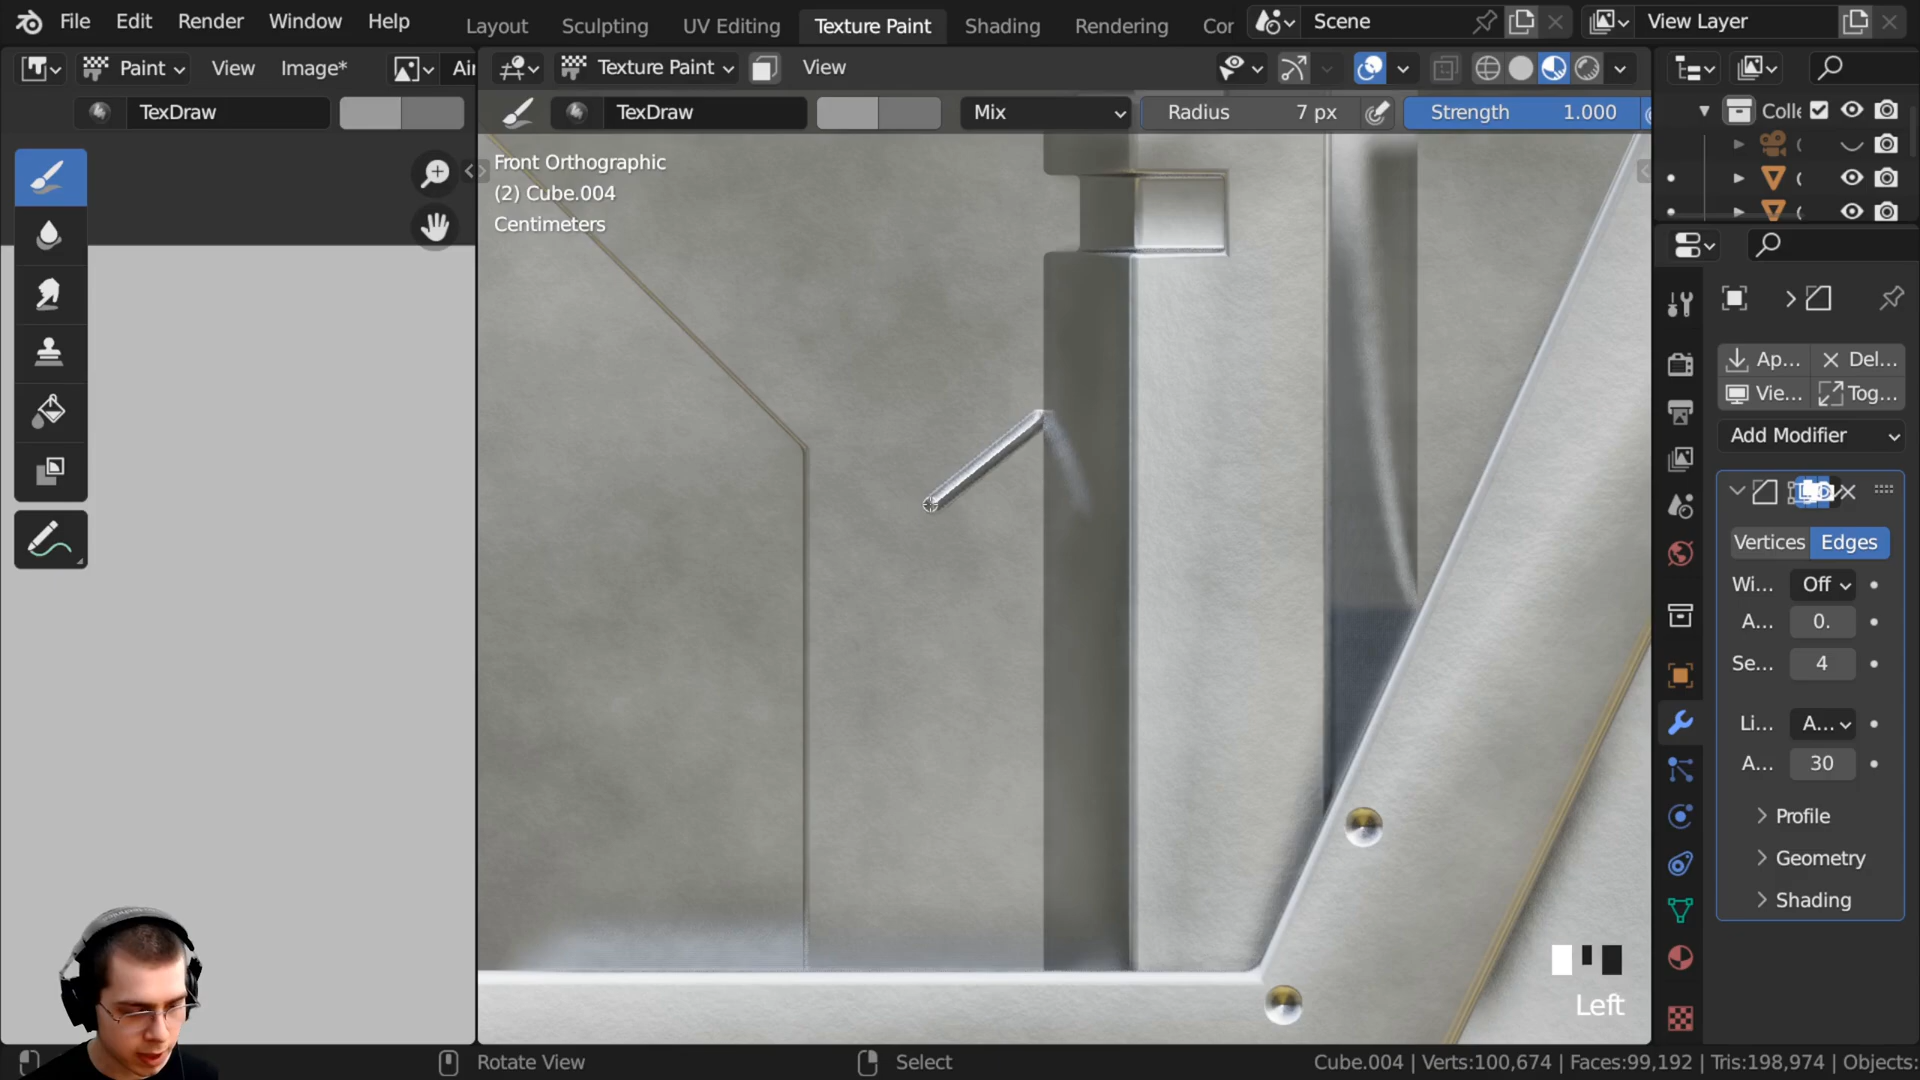 File Edit Render Window Help Layout Sculpting UV Editing Texture Paint Shading Rendering Cor Scene View Layer
Paint View Image* Air Texture Paint View
TexDraw TexDraw Mix Radius 7 px Strength 1.000
Colle
Front Orthographic
(2) Cube.004
Centimeters
Ap... Del...
Vie... Tog...
Add Modifier
Vertices Edges
Wi... Off
A... 0.
Se... 4
Li... A...
A... 30
Profile
Geometry
Shading
Left
Rotate View Select Cube.004 | Verts:100,674 | Faces:99,192 | Tris:198,974 | Objects: